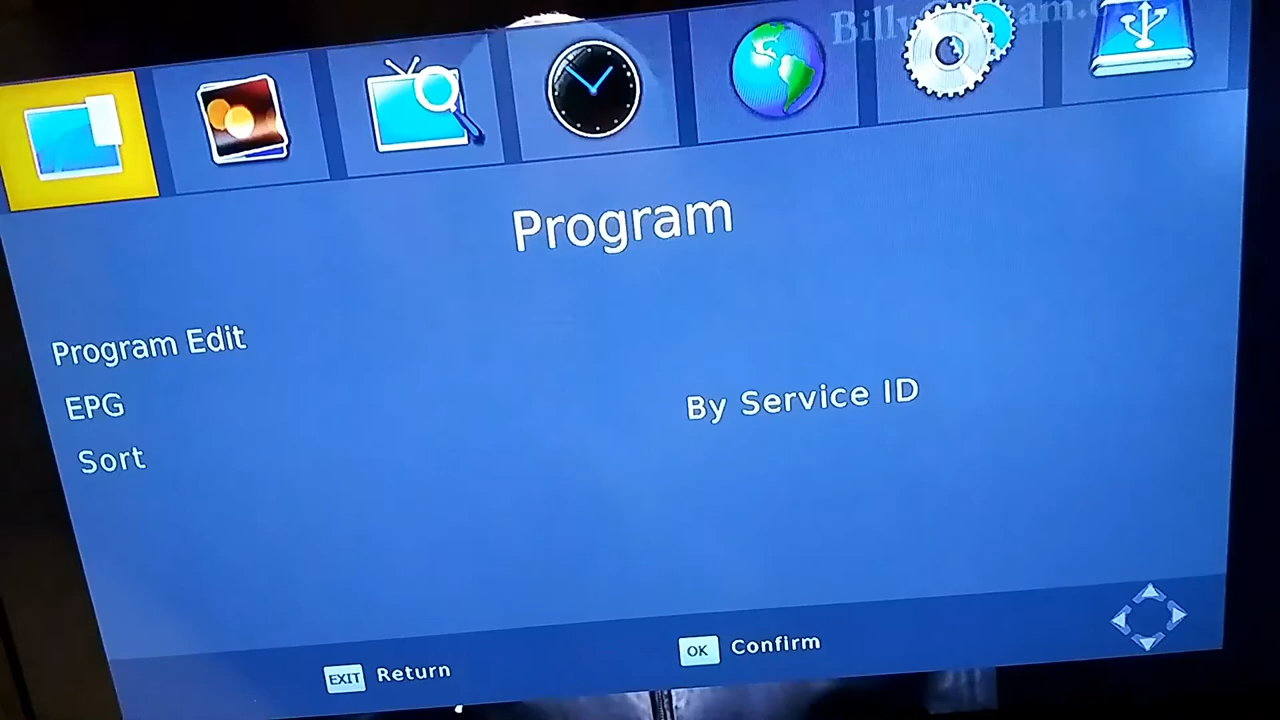 Program
Program Edit
EPG
Sort By Service ID
EXIT Return
OK Confirm